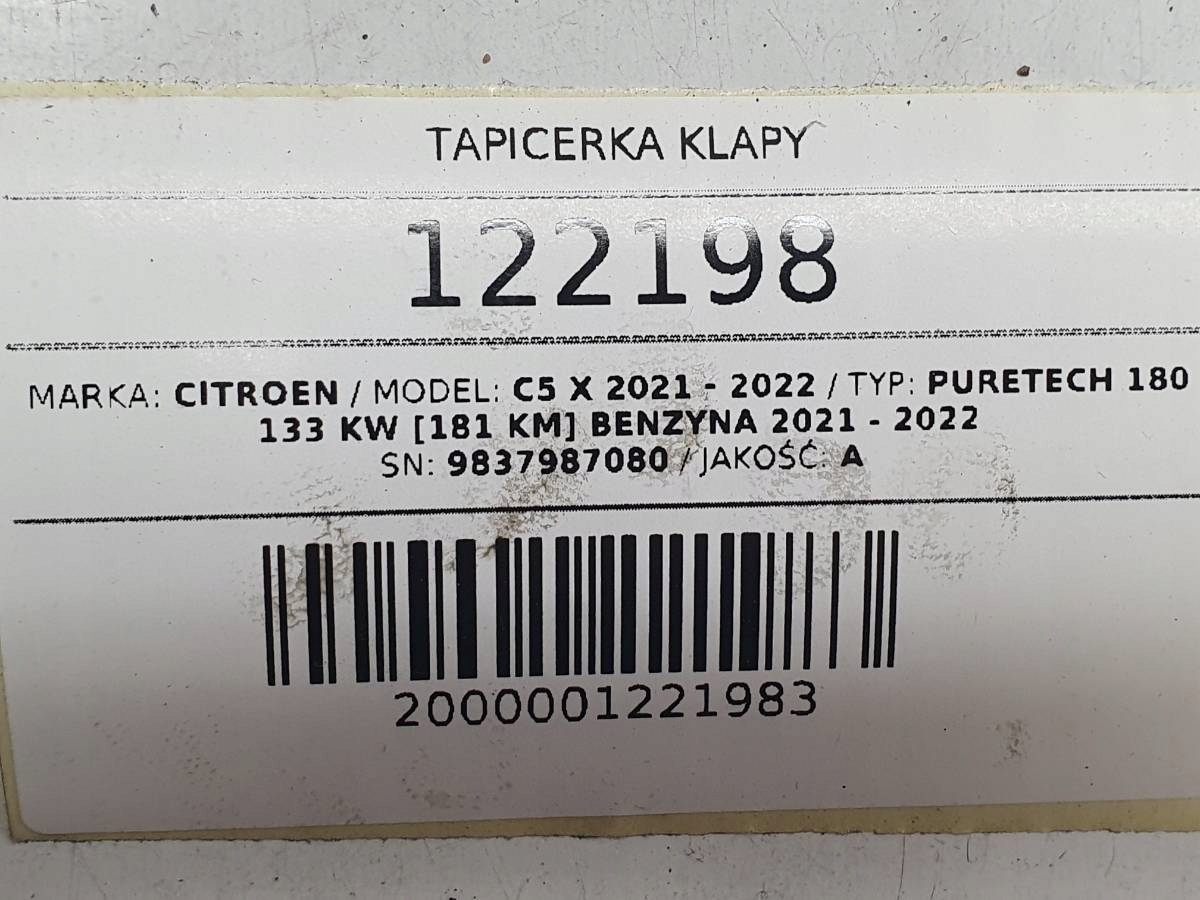 TAPICERKA KLAPY
122198
MARKA: CITROEN / MODEL: C5 X 2021 - 2022 / TYP: PURETECH 180
133 KW [181 KM] BENZYNA 2021 - 2022
SN: 9837987080 / JAKOŚĆ: A
2000001221983